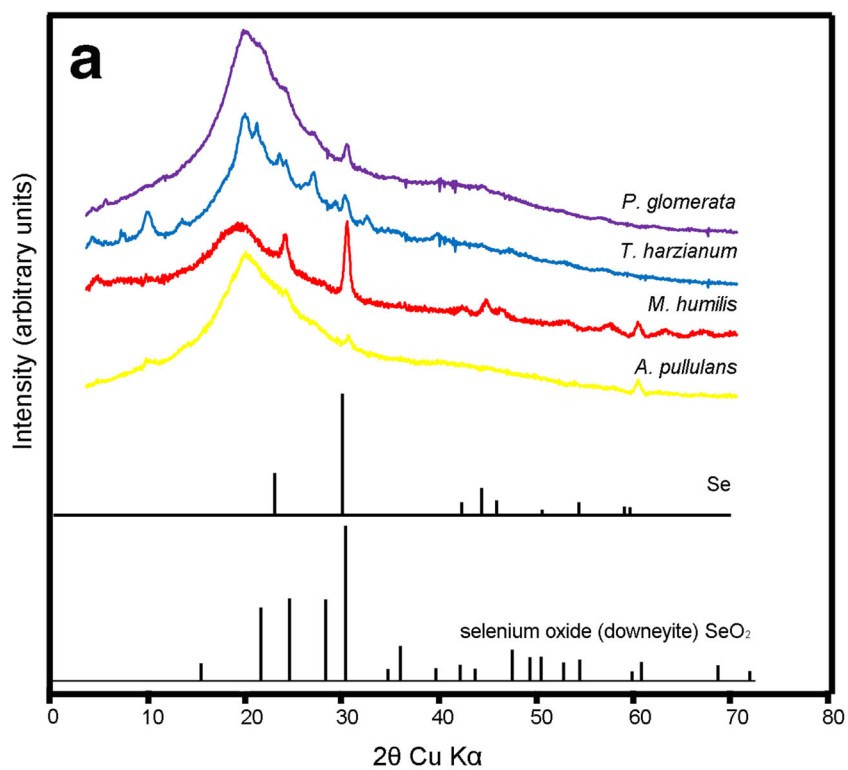 a
Intensity (arbitrary units)
P. glomerata
T. harzianum
M. humilis
A. pullulans
Se
selenium oxide (downeyite) SeO₂
0 10 20 30 40 50 60 70 80
2θ Cu Kα